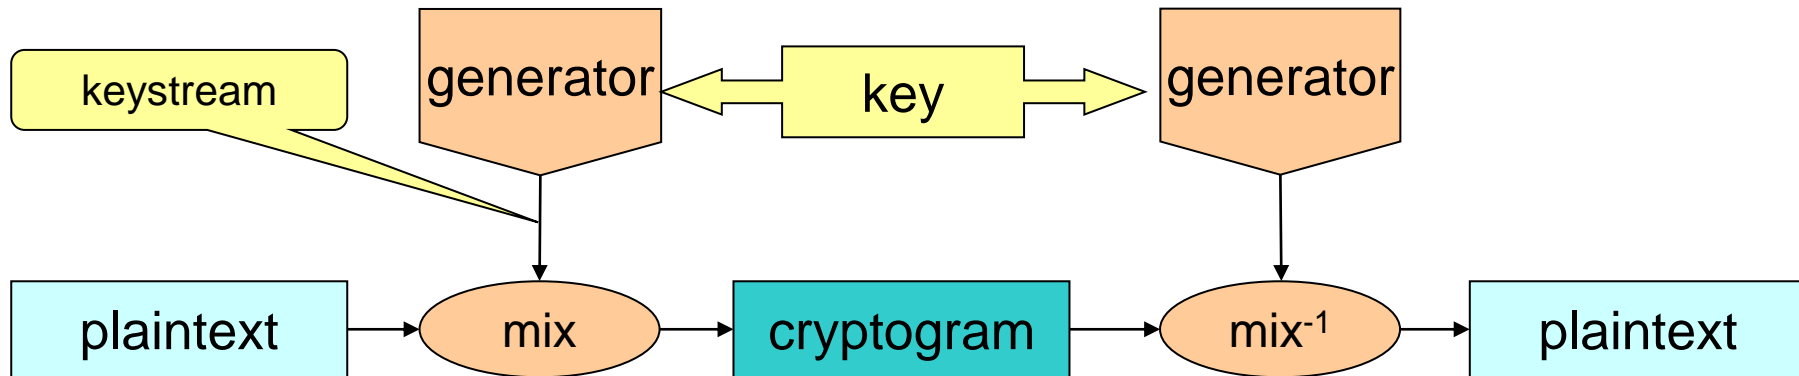 keystream
generator
key
generator
plaintext
mix
cryptogram
mix⁻¹
plaintext